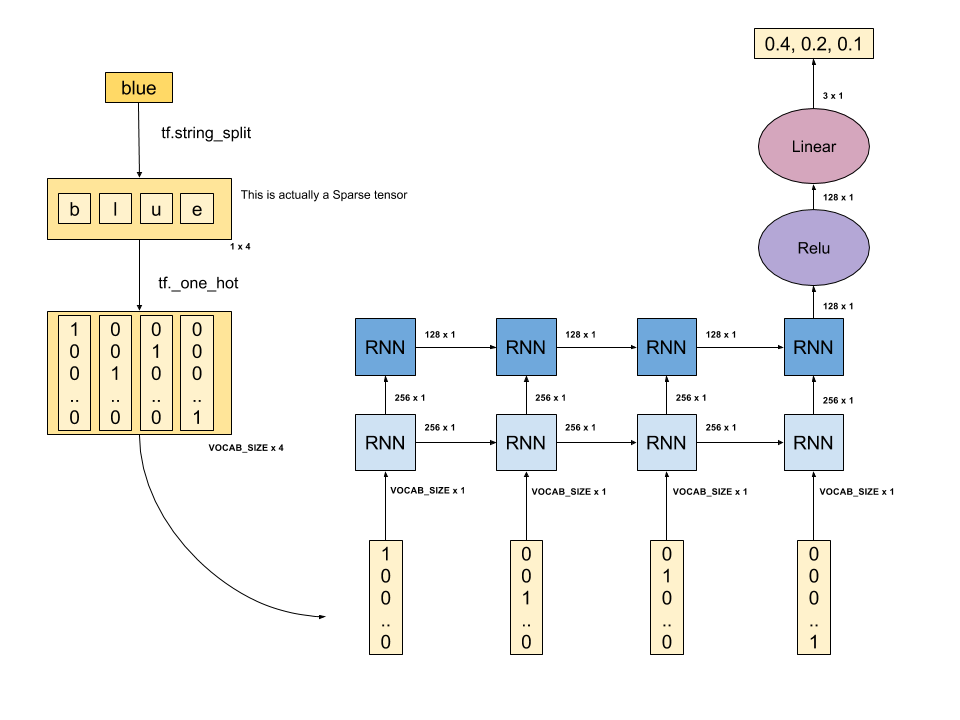 blue
tf.string_split
b l u e
This is actually a Sparse tensor
1 x 4
tf._one_hot
1 0 0 0
0 0 1 0
0 1 0 0
.. .. .. ..
0 0 0 1
VOCAB_SIZE x 4
0.4, 0.2, 0.1
3 x 1
Linear
128 x 1
Relu
128 x 1
RNN 128 x 1 RNN 128 x 1 RNN 128 x 1 RNN
256 x 1 256 x 1 256 x 1 256 x 1
RNN 256 x 1 RNN 256 x 1 RNN 256 x 1 RNN
VOCAB_SIZE x 1 VOCAB_SIZE x 1 VOCAB_SIZE x 1 VOCAB_SIZE x 1
1 0 0 0
0 0 1 0
0 1 0 0
.. .. .. ..
0 0 0 1